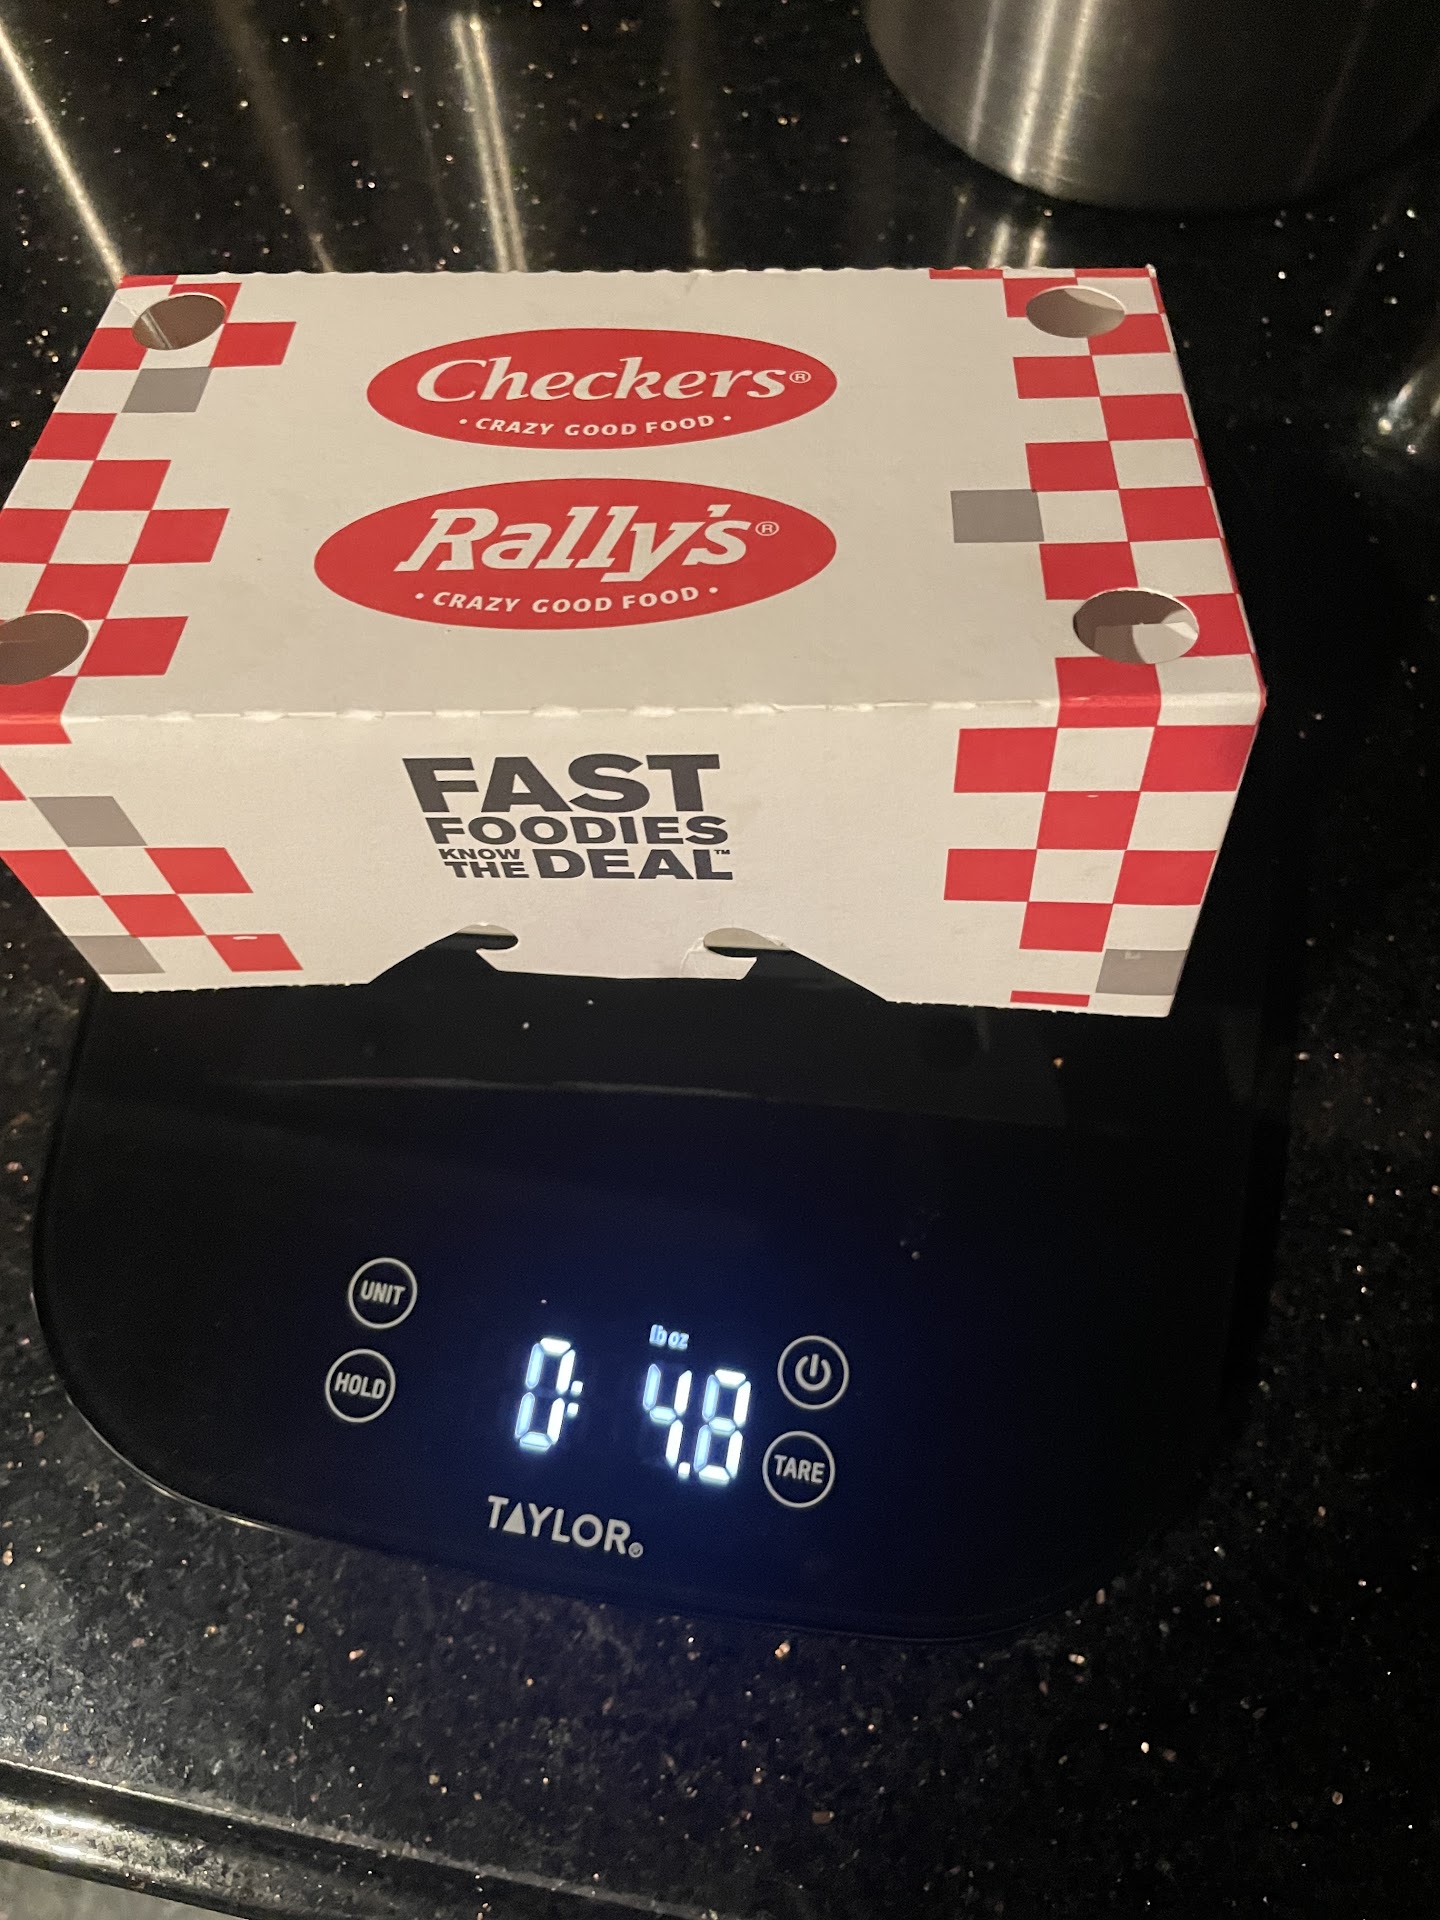 Checkers®
• CRAZY GOOD FOOD •
Rally's®
• CRAZY GOOD FOOD •
FAST
FOODIES
KNOW THE DEAL™
UNIT
HOLD
lb oz
0: 4.8
TARE
TAYLOR®